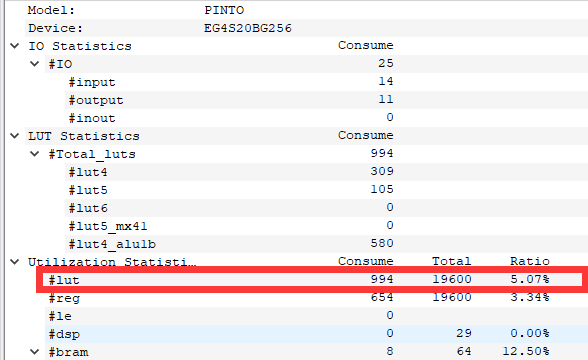 Model: PINTO
Device: EG4S20BG256
IO Statistics Consume
#IO 25
#input 14
#output 11
#inout 0
LUT Statistics Consume
#Total_luts 994
#lut4 309
#lut5 105
#lut6 0
#lut5_mx41 0
#lut4_alu1b 580
Utilization Statisti... Consume Total Ratio
#lut 994 19600 5.07%
#reg 654 19600 3.34%
#le 0
#dsp 0 29 0.00%
#bram 8 64 12.50%